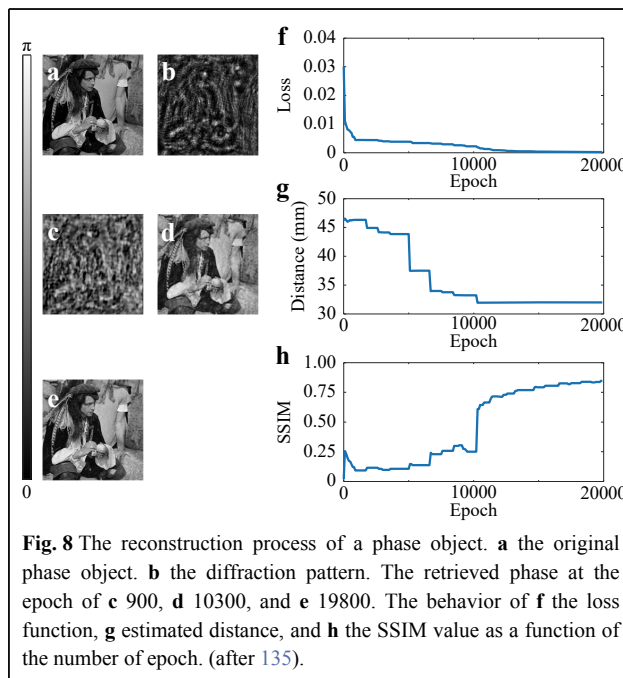 π
0
a
b
c
d
e
f
0.04
0.03
0.02
0.01
0
Loss
0
10000
20000
Epoch
g
50
45
40
35
30
Distance (mm)
0
10000
20000
Epoch
h
1.00
0.75
0.50
0.25
0
SSIM
0
10000
20000
Epoch
Fig. 8 The reconstruction process of a phase object. a the original
phase object. b the diffraction pattern. The retrieved phase at the
epoch of c 900, d 10300, and e 19800. The behavior of f the loss
function, g estimated distance, and h the SSIM value as a function of
the number of epoch. (after 135).